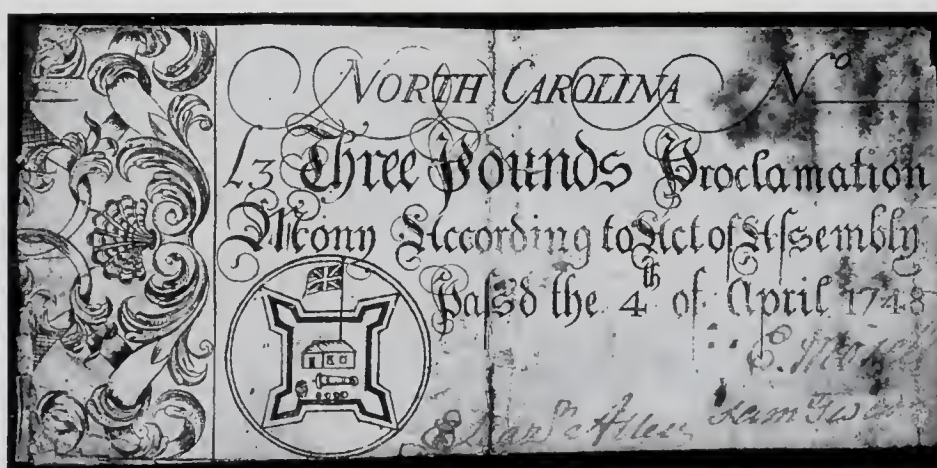 NORTH CAROLINA No
£3 Three Pounds Proclamation
Mony According to Act of Assembly
Paſs'd the 4th of April 1748